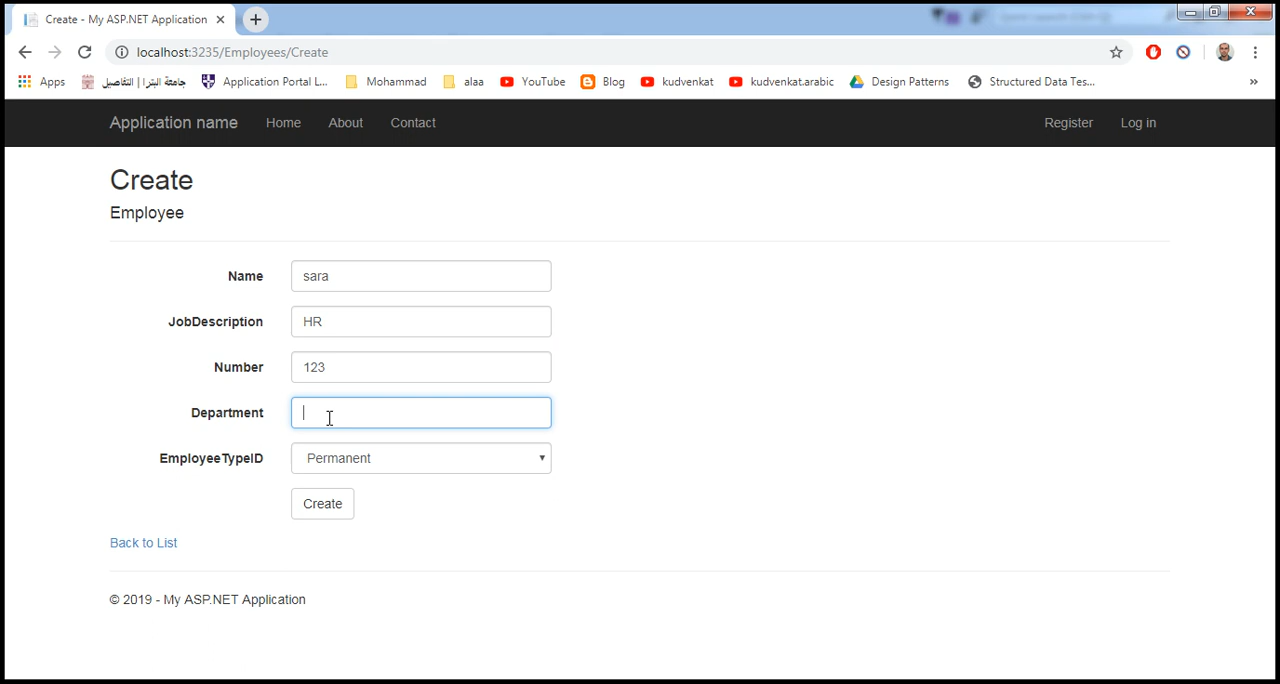 Create - My ASP.NET Application
localhost:3235/Employees/Create
Apps جامعة البترا | التفاصيل Application Portal L... Mohammad alaa YouTube Blog kudvenkat kudvenkat.arabic Design Patterns Structured Data Tes... »
Application name Home About Contact Register Log in
Create
Employee
Name sara
JobDescription HR
Number 123
Department
EmployeeTypeID Permanent
Create
Back to List
© 2019 - My ASP.NET Application